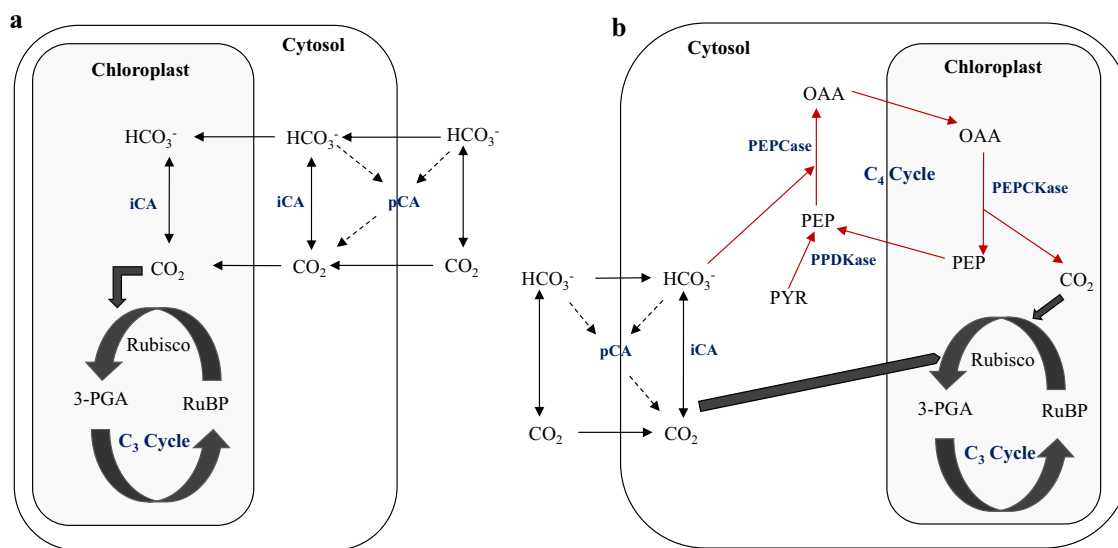 a
Cytosol
Chloroplast
HCO₃⁻
HCO₃⁻
HCO₃⁻
iCA
iCA
pCA
CO₂
CO₂
CO₂
Rubisco
3-PGA
RuBP
C₃ Cycle
b
Cytosol
Chloroplast
OAA
OAA
PEPCase
C₄ Cycle
PEPCKase
PEP
PPDKase
PEP
CO₂
PYR
HCO₃⁻
HCO₃⁻
pCA
iCA
CO₂
CO₂
Rubisco
3-PGA
RuBP
C₃ Cycle